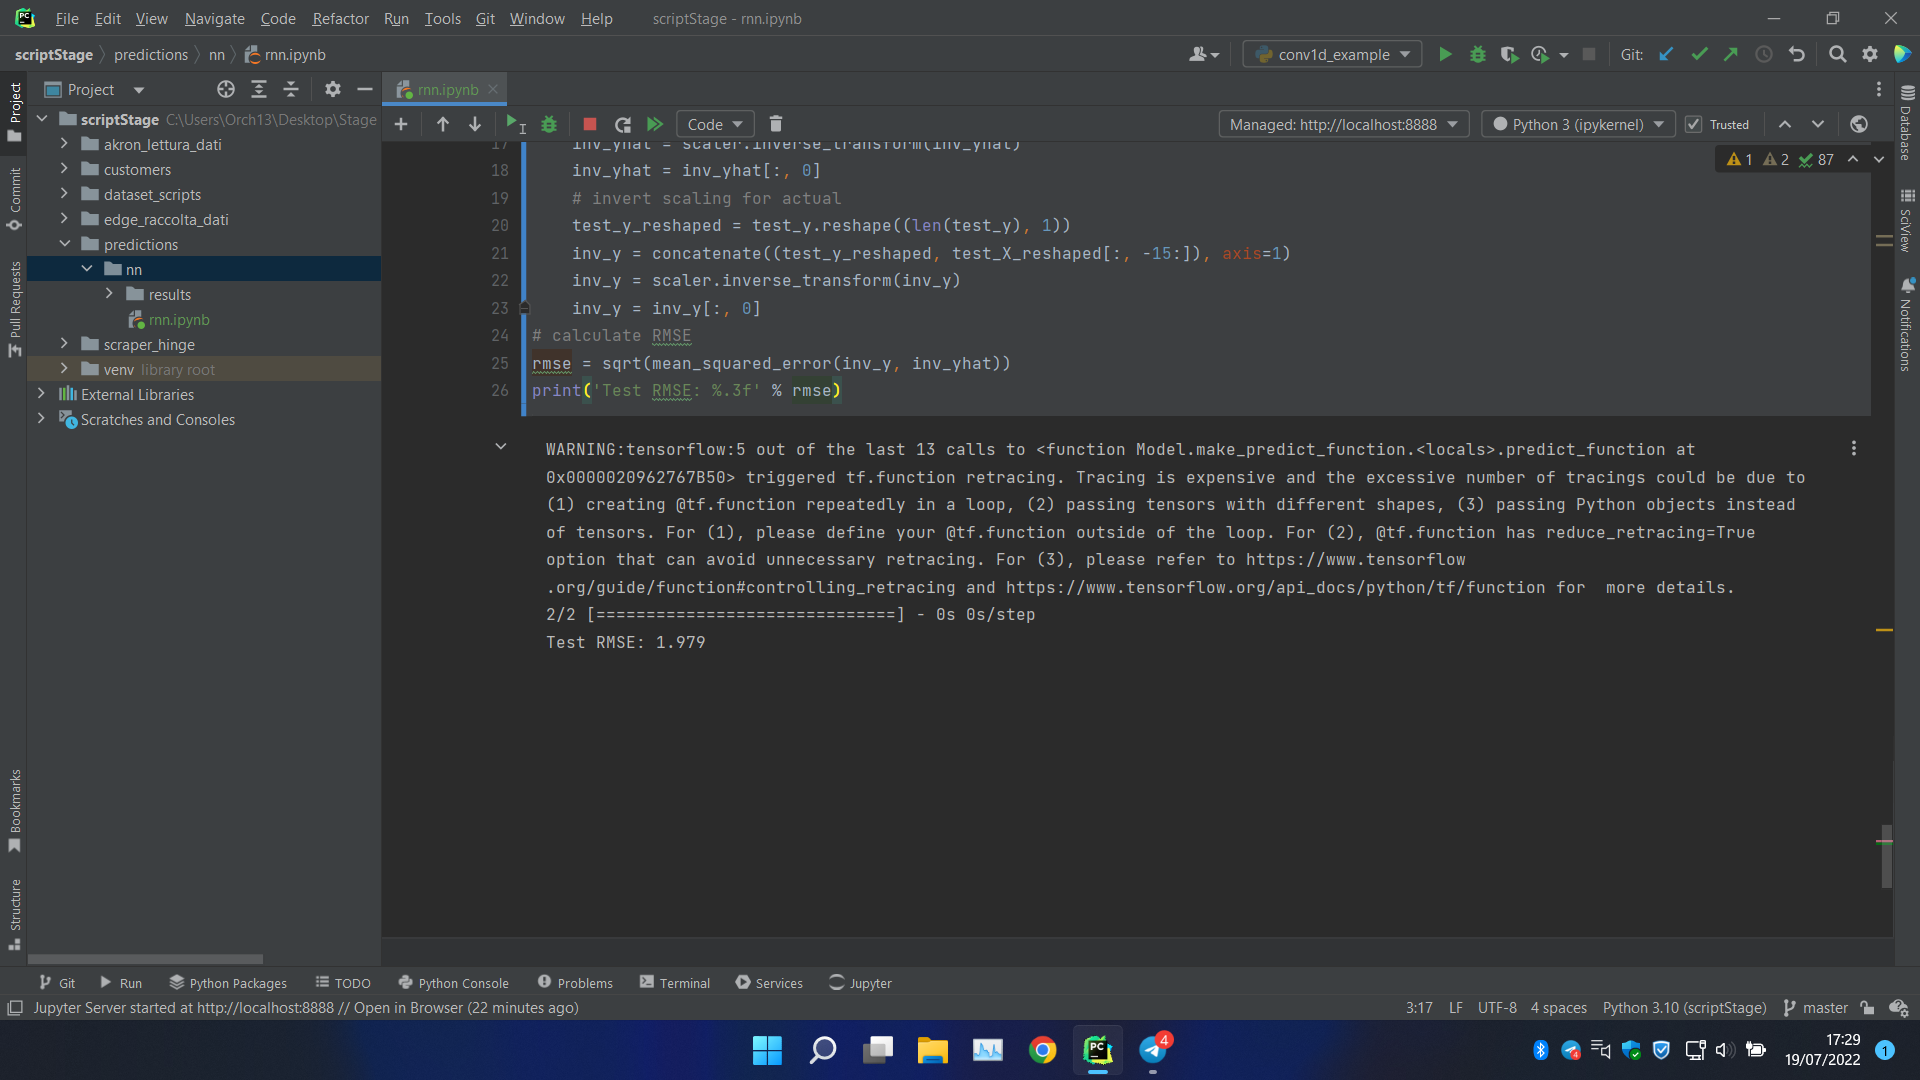 PC File Edit View Navigate Code Refactor Run Tools Git Window Help scriptStage - rnn.ipynb
scriptStage predictions nn rnn.ipynb conv1d_example Git:
Project rnn.ipynb
Code Managed: http://localhost:8888 Python 3 (ipykernel) Trusted
1 2 87
Project
Commit
Pull Requests
Bookmarks
Structure
scriptStage C:\Users\Orch13\Desktop\Stage
akron_lettura_dati
customers
dataset_scripts
edge_raccolta_dati
predictions
nn
results
rnn.ipynb
scraper_hinge
venv library root
External Libraries
Scratches and Consoles
17 inv_yhat = scaler.inverse_transform(inv_yhat)
18 inv_yhat = inv_yhat[:, 0]
19 # invert scaling for actual
20 test_y_reshaped = test_y.reshape((len(test_y), 1))
21 inv_y = concatenate((test_y_reshaped, test_X_reshaped[:, -15:]), axis=1)
22 inv_y = scaler.inverse_transform(inv_y)
23 inv_y = inv_y[:, 0]
24 # calculate RMSE
25 rmse = sqrt(mean_squared_error(inv_y, inv_yhat))
26 print('Test RMSE: %.3f' % rmse)
WARNING:tensorflow:5 out of the last 13 calls to <function Model.make_predict_function.<locals>.predict_function at
0x0000020962767B50> triggered tf.function retracing. Tracing is expensive and the excessive number of tracings could be due to
(1) creating @tf.function repeatedly in a loop, (2) passing tensors with different shapes, (3) passing Python objects instead
of tensors. For (1), please define your @tf.function outside of the loop. For (2), @tf.function has reduce_retracing=True
option that can avoid unnecessary retracing. For (3), please refer to https://www.tensorflow
.org/guide/function#controlling_retracing and https://www.tensorflow.org/api_docs/python/tf/function for  more details.
2/2 [==============================] - 0s 0s/step
Test RMSE: 1.979
Database
SciView
Notifications
Git Run Python Packages TODO Python Console Problems Terminal Services Jupyter
Jupyter Server started at http://localhost:8888 // Open in Browser (22 minutes ago) 3:17 LF UTF-8 4 spaces Python 3.10 (scriptStage) master
PC 4 4 17:29
19/07/2022 1